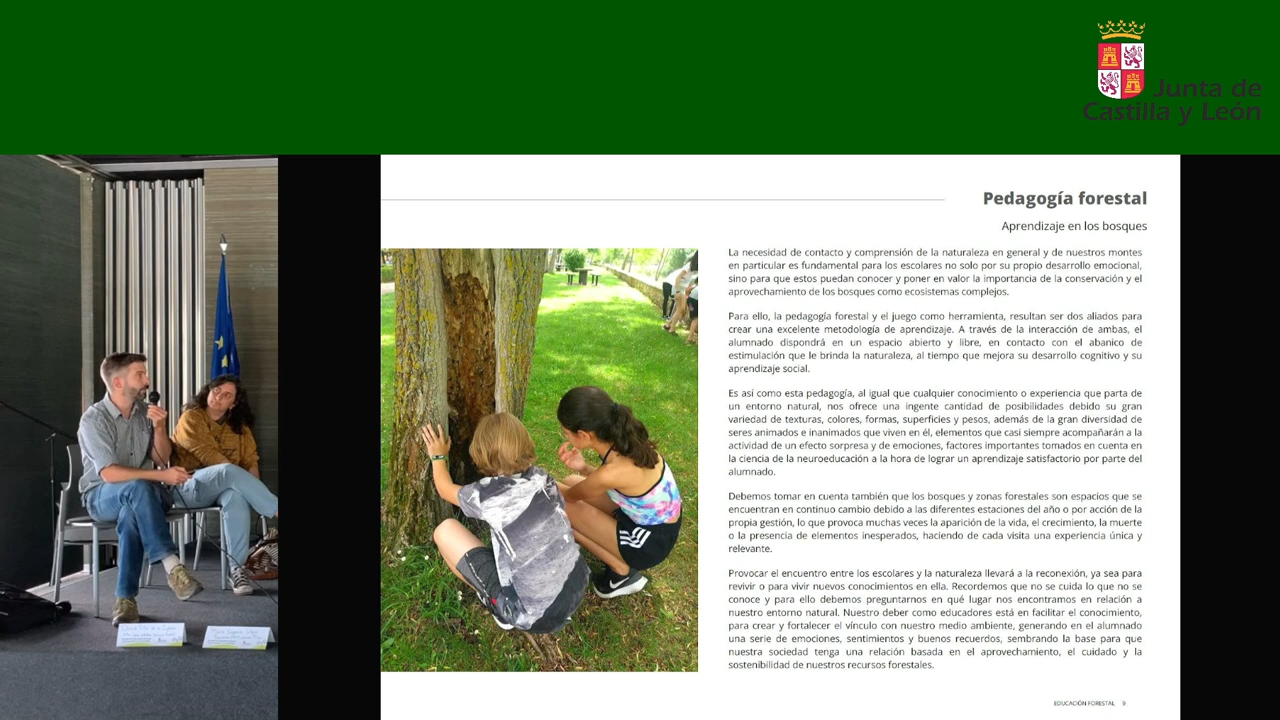 Junta de
Castilla y León
Pedagogía forestal
Aprendizaje en los bosques
La necesidad de contacto y comprensión de la naturaleza en general y de nuestros montes
en particular es fundamental para los escolares no solo por su propio desarrollo emocional,
sino para que estos puedan conocer y poner en valor la importancia de la conservación y el
aprovechamiento de los bosques como ecosistemas complejos.
Para ello, la pedagogía forestal y el juego como herramienta, resultan ser dos aliados para
crear una excelente metodología de aprendizaje. A través de la interacción de ambas, el
alumnado dispondrá en un espacio abierto y libre, en contacto con el abanico de
estimulación que le brinda la naturaleza, al tiempo que mejora su desarrollo cognitivo y su
aprendizaje social.
Es así como esta pedagogía, al igual que cualquier conocimiento o experiencia que parta de
un entorno natural, nos ofrece una ingente cantidad de posibilidades debido su gran
variedad de texturas, colores, formas, superficies y pesos, además de la gran diversidad de
seres animados e inanimados que viven en él, elementos que casi siempre acompañarán a la
actividad de un efecto sorpresa y de emociones, factores importantes tomados en cuenta en
la ciencia de la neuroeducación a la hora de lograr un aprendizaje satisfactorio por parte del
alumnado.
Debemos tomar en cuenta también que los bosques y zonas forestales son espacios que se
encuentran en continuo cambio debido a las diferentes estaciones del año o por acción de la
propia gestión, lo que provoca muchas veces la aparición de la vida, el crecimiento, la muerte
o la presencia de elementos inesperados, haciendo de cada visita una experiencia única y
relevante.
Provocar el encuentro entre los escolares y la naturaleza llevará a la reconexión, ya sea para
revivir o para vivir nuevos conocimientos en ella. Recordemos que no se cuida lo que no se
conoce y para ello debemos preguntarnos en qué lugar nos encontramos en relación a
nuestro entorno natural. Nuestro deber como educadores está en facilitar el conocimiento,
para crear y fortalecer el vínculo con nuestro medio ambiente, generando en el alumnado
una serie de emociones, sentimientos y buenos recuerdos, sembrando la base para que
nuestra sociedad tenga una relación basada en el aprovechamiento, el cuidado y la
sostenibilidad de nuestros recursos forestales.
EDUCACIÓN FORESTAL 9